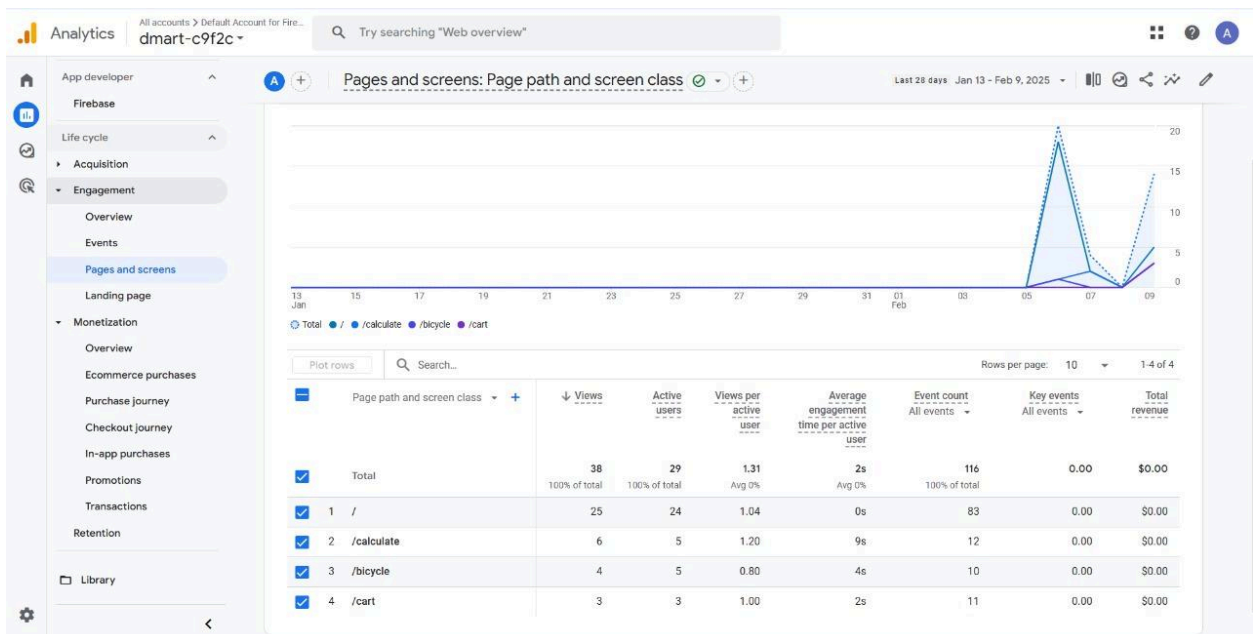 Analytics
All accounts > Default Account for Fire...
dmart-c9f2c
Try searching "Web overview"
A
App developer
Firebase
Life cycle
Acquisition
Engagement
Overview
Events
Pages and screens
Landing page
Monetization
Overview
Ecommerce purchases
Purchase journey
Checkout journey
In-app purchases
Promotions
Transactions
Retention
Library
A
Pages and screens: Page path and screen class
Last 28 days Jan 13 - Feb 9, 2025
20
15
10
5
0
13 15 17 19 21 23 25 27 29 31 01 03 05 07 09
Jan Feb
Total / /calculate /bicycle /cart
Plot rows Search... Rows per page: 10 1-4 of 4
Page path and screen class + Views Active users Views per active user Average engagement time per active user Event count All events Key events All events Total revenue
Total 38 29 1.31 2s 116 0.00 $0.00
100% of total 100% of total Avg 0% Avg 0% 100% of total
1 / 25 24 1.04 0s 83 0.00 $0.00
2 /calculate 6 5 1.20 9s 12 0.00 $0.00
3 /bicycle 4 5 0.80 4s 10 0.00 $0.00
4 /cart 3 3 1.00 2s 11 0.00 $0.00